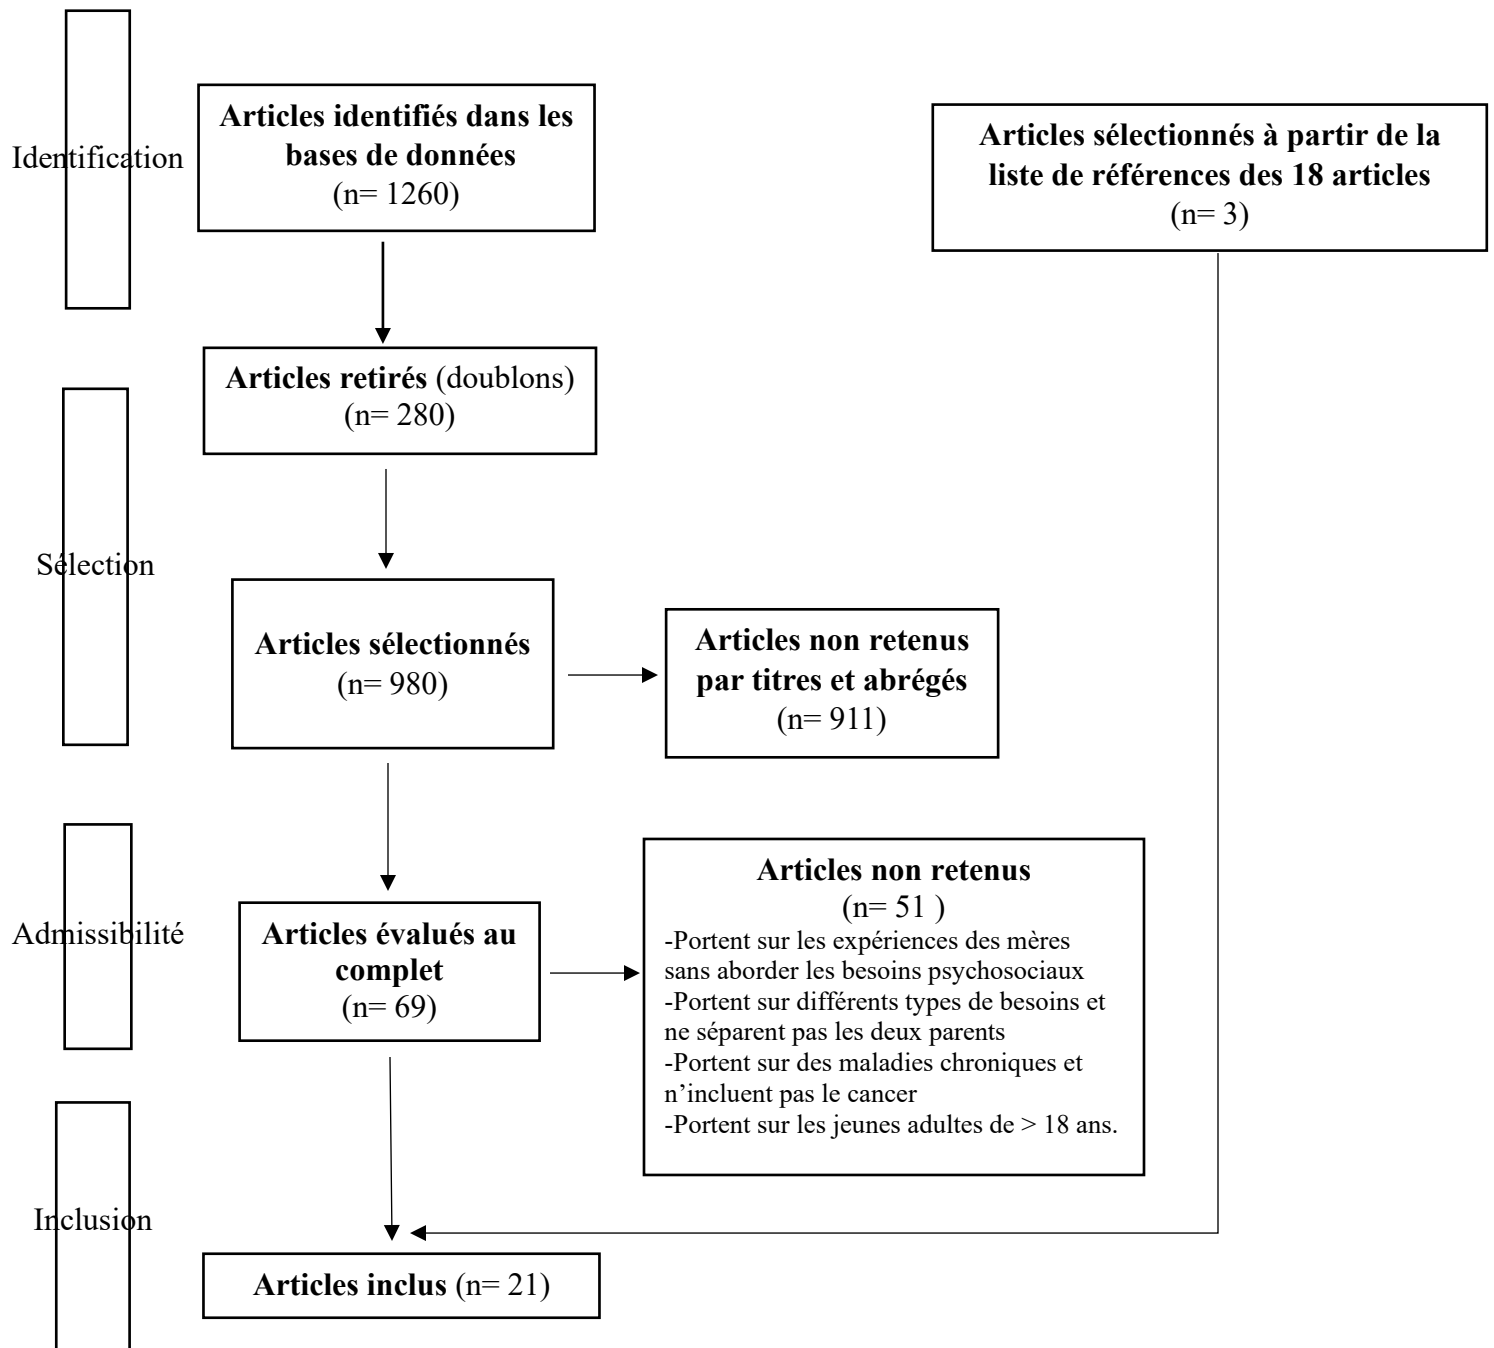 Identification
Articles identifiés dans les
bases de données
(n= 1260)
Articles sélectionnés à partir de la
liste de références des 18 articles
(n= 3)
Articles retirés (doublons)
(n= 280)
Sélection
Articles sélectionnés
(n= 980)
Articles non retenus
par titres et abrégés
(n= 911)
Admissibilité
Articles évalués au
complet
(n= 69)
Articles non retenus
(n= 51 )
-Portent sur les expériences des mères
sans aborder les besoins psychosociaux
-Portent sur différents types de besoins et
ne séparent pas les deux parents
-Portent sur des maladies chroniques et
n’incluent pas le cancer
-Portent sur les jeunes adultes de > 18 ans.
Inclusion
Articles inclus (n= 21)